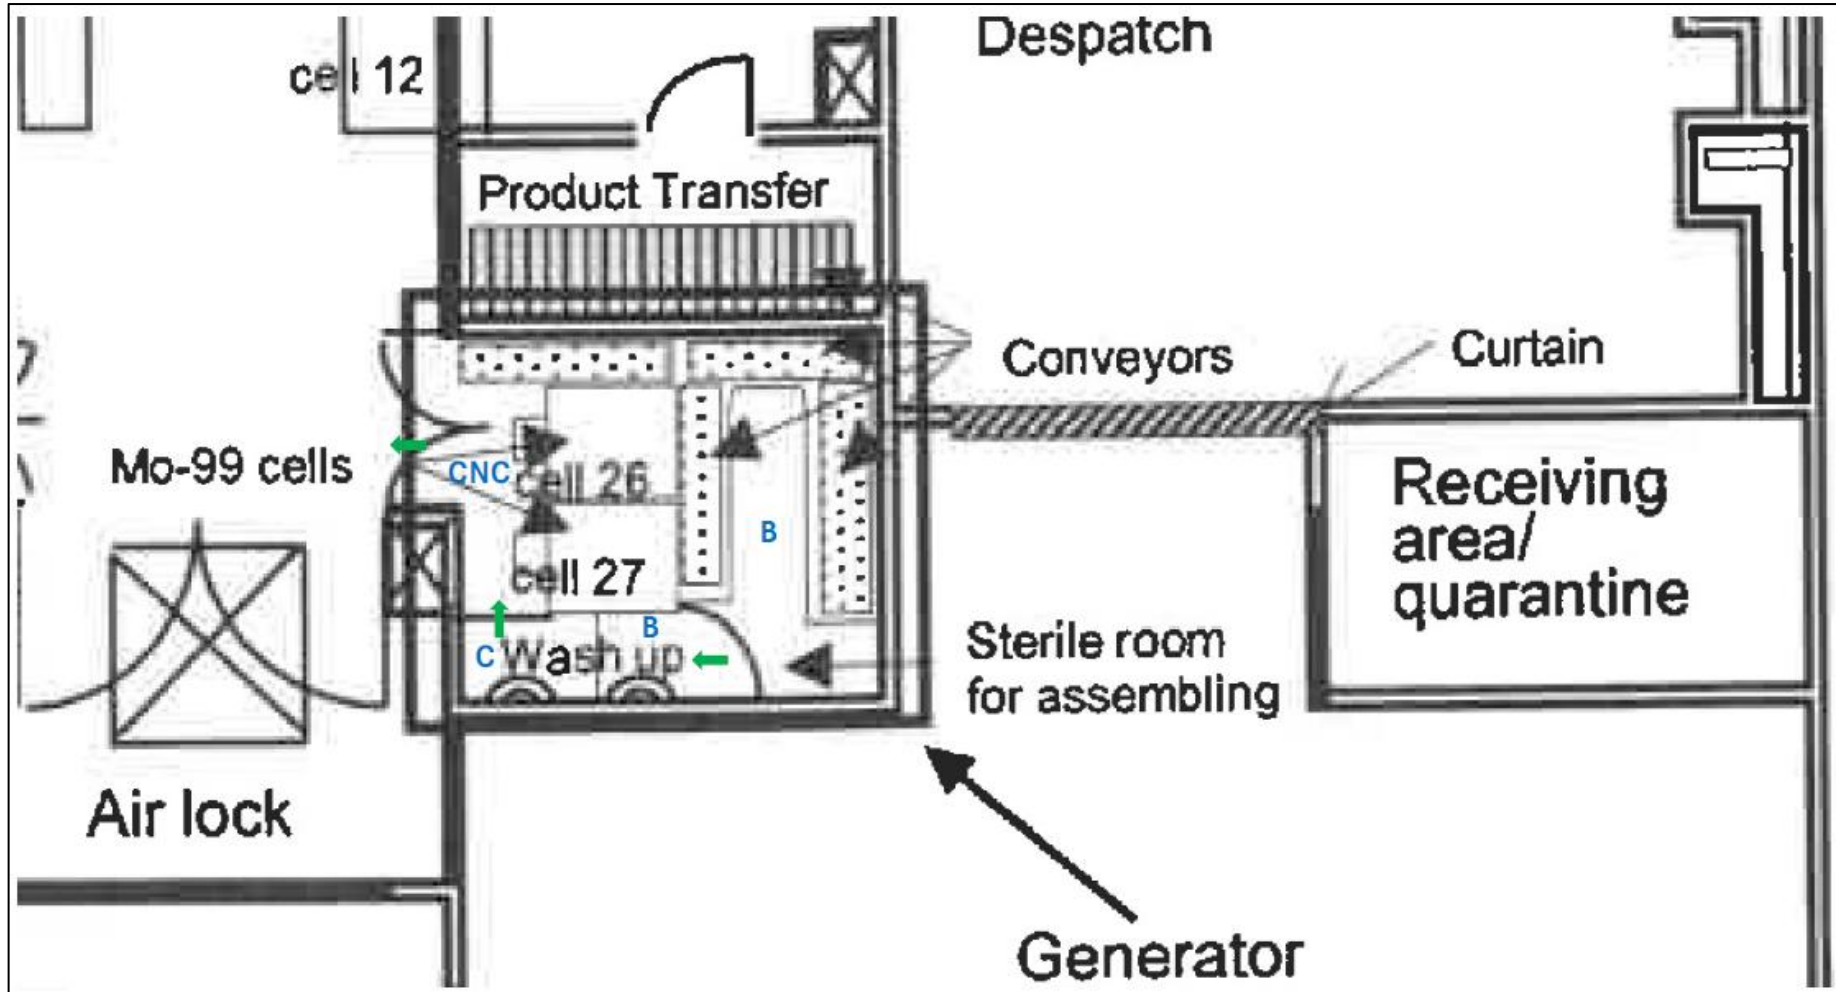 Despatch
cell 12
Product Transfer
Conveyors
Curtain
Mo-99 cells
CNC
cell 26
Receiving
area/
quarantine
B
cell 27
B
C
Wash up
Sterile room
for assembling
Air lock
Generator